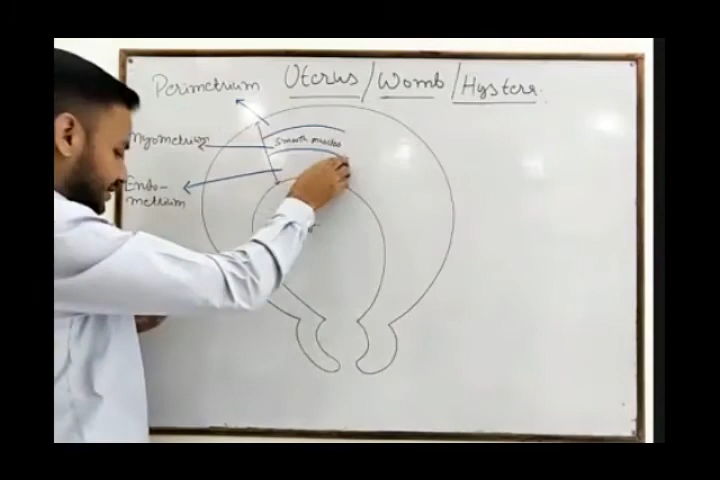 Perimetrium
Uterus / Womb / Hystera
Myometrium
Smooth muscles
Endo-
metrium